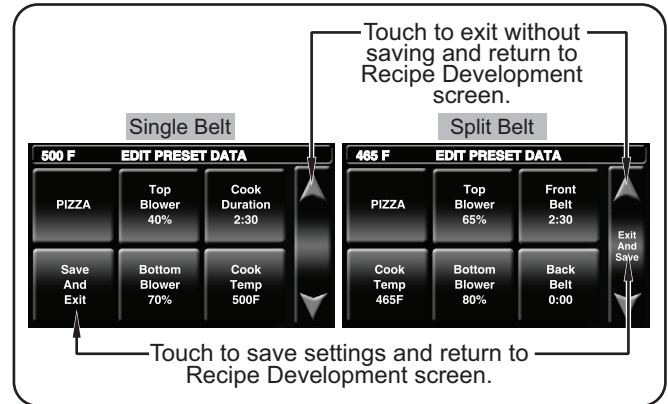 Touch to exit without
saving and return to
Recipe Development
screen.
Single Belt
500 F EDIT PRESET DATA
PIZZA
Top
Blower
40%
Cook
Duration
2:30
Save
And
Exit
Bottom
Blower
70%
Cook
Temp
500F
Split Belt
465 F EDIT PRESET DATA
PIZZA
Top
Blower
65%
Front
Belt
2:30
Exit
And
Save
Cook
Temp
465F
Bottom
Blower
80%
Back
Belt
0:00
Touch to save settings and return to
Recipe Development screen.